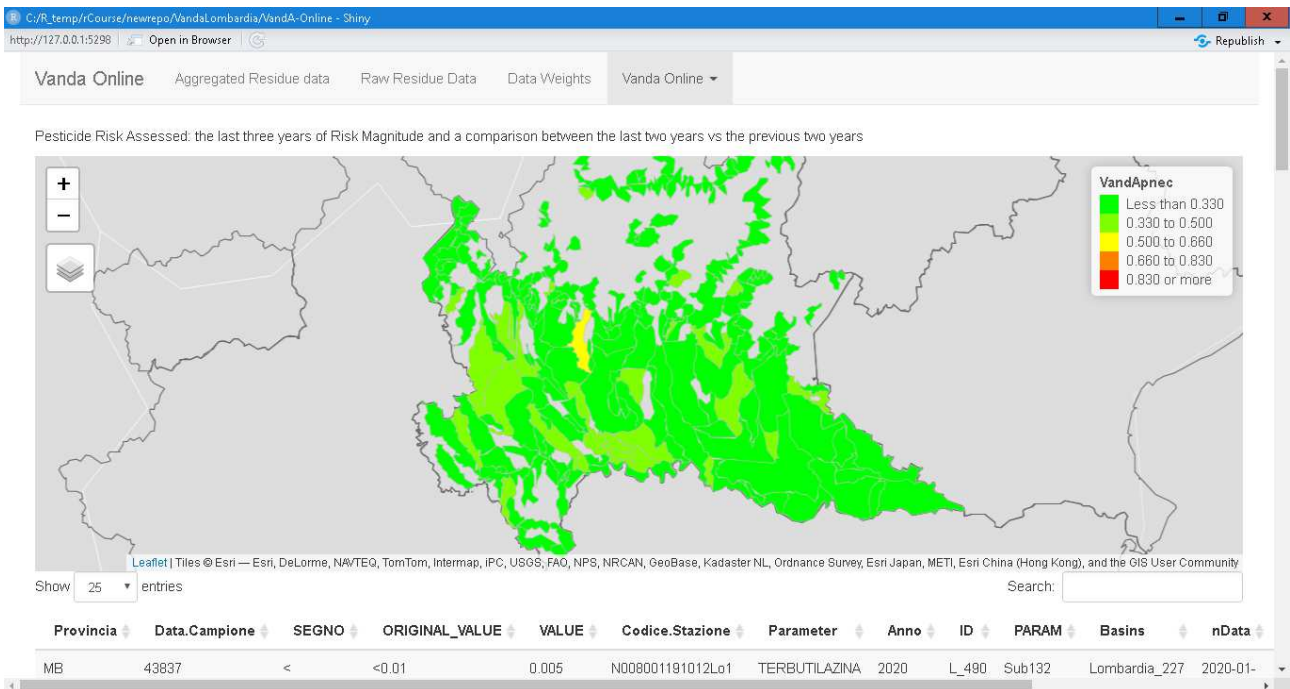 C:/R_temp/rCourse/newrepo/VandaLombardia/VandA-Online - Shiny
http://127.0.0.1:5298 Open in Browser Republish
Vanda Online Aggregated Residue data Raw Residue Data Data Weights Vanda Online
Pesticide Risk Assessed: the last three years of Risk Magnitude and a comparison between the last two years vs the previous two years
+
−
VandApnec
Less than 0.330
0.330 to 0.500
0.500 to 0.660
0.660 to 0.830
0.830 or more
Leaflet | Tiles © Esri — Esri, DeLorme, NAVTEQ, TomTom, Intermap, iPC, USGS, FAO, NPS, NRCAN, GeoBase, Kadaster NL, Ordnance Survey, Esri Japan, METI, Esri China (Hong Kong), and the GIS User Community
Show 25 entries Search:
Provincia Data.Campione SEGNO ORIGINAL_VALUE VALUE Codice.Stazione Parameter Anno ID PARAM Basins nData
MB 43837 < <0.01 0.005 N008001191012Lo1 TERBUTILAZINA 2020 L_490 Sub132 Lombardia_227 2020-01-